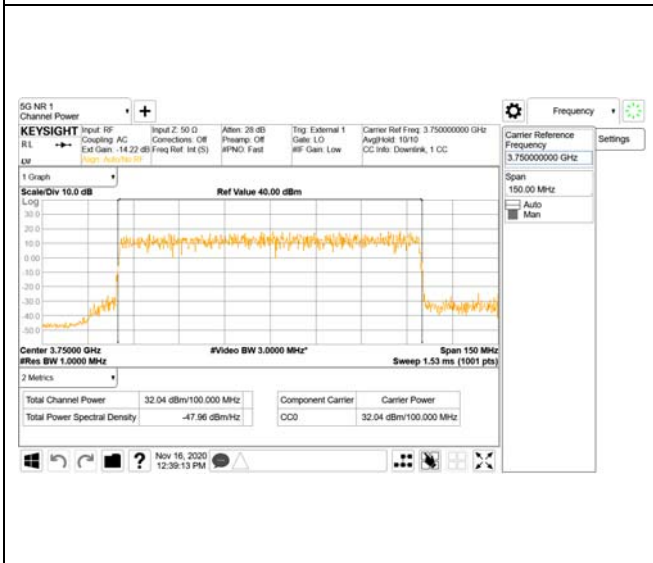 5G NR 1
Channel Power
Frequency
KEYSIGHT
RL
Input: RF
Coupling: AC
Ext Gain: -14.22 dB
Align: Auto/No RF
Input Z: 50 Ω
Corrections: Off
Freq Ref: Int (S)
Atten: 28 dB
Preamp: Off
#PNO: Fast
Trig: External 1
Gate: LO
#IF Gain: Low
Carrier Ref Freq: 3.750000000 GHz
Avg|Hold: 10/10
CC Info: Downlink, 1 CC
Carrier Reference
Frequency
3.750000000 GHz
Settings
Span
150.00 MHz
Auto
Man
1 Graph
Scale/Div 10.0 dB
Ref Value 40.00 dBm
Log
30.0
20.0
10.0
0.00
-10.0
-20.0
-30.0
-40.0
-50.0
Center 3.75000 GHz
#Video BW 3.0000 MHz*
Span 150 MHz
#Res BW 1.0000 MHz
Sweep 1.53 ms (1001 pts)
2 Metrics
Total Channel Power 32.04 dBm/100.000 MHz
Total Power Spectral Density -47.96 dBm/Hz
Component Carrier Carrier Power
CC0 32.04 dBm/100.000 MHz
Nov 16, 2020
12:39:13 PM